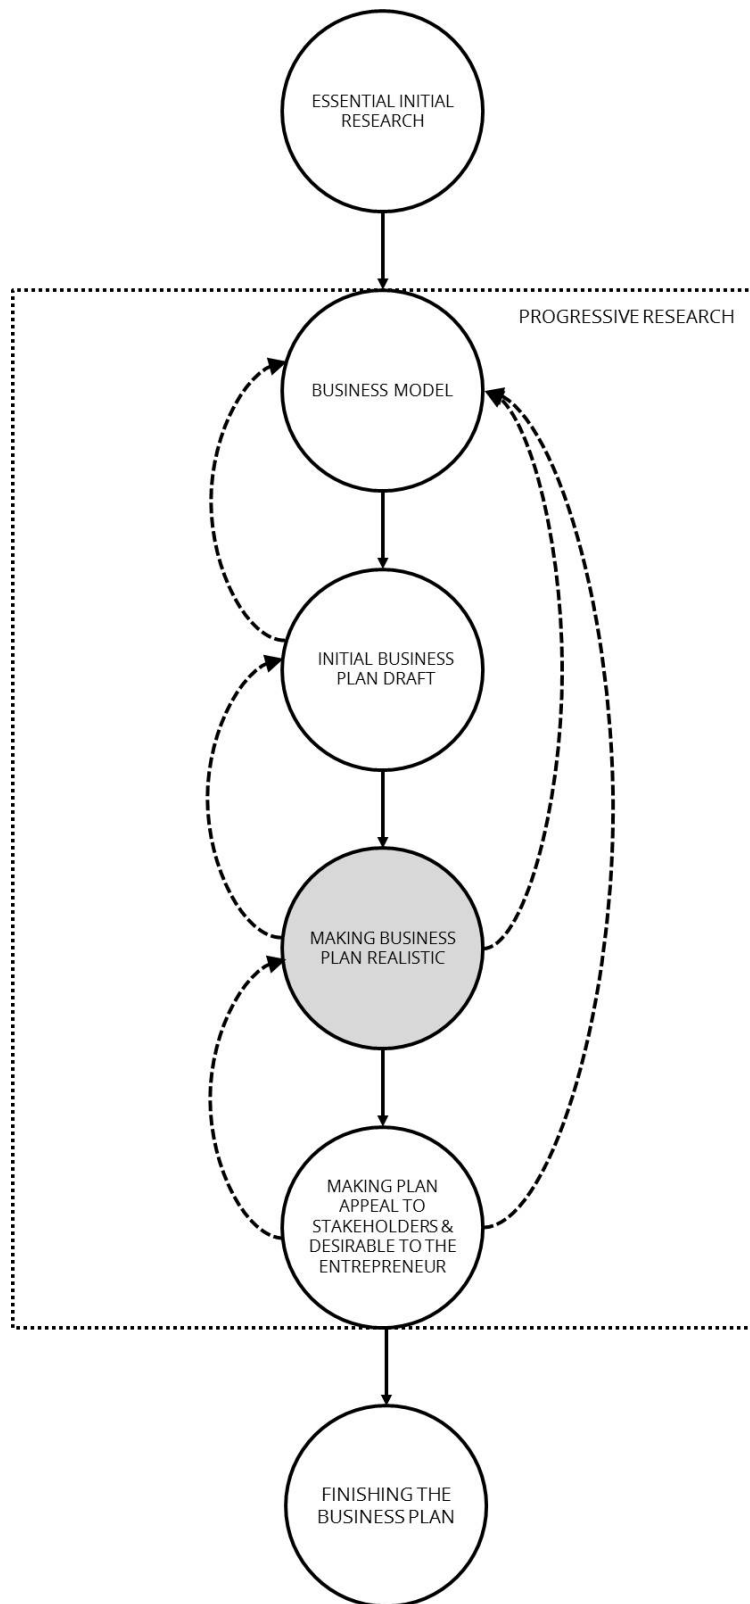 ESSENTIAL INITIAL
RESEARCH
PROGRESSIVE RESEARCH
BUSINESS MODEL
INITIAL BUSINESS
PLAN DRAFT
MAKING BUSINESS
PLAN REALISTIC
MAKING PLAN
APPEAL TO
STAKEHOLDERS &
DESIRABLE TO THE
ENTREPRENEUR
FINISHING THE
BUSINESS PLAN